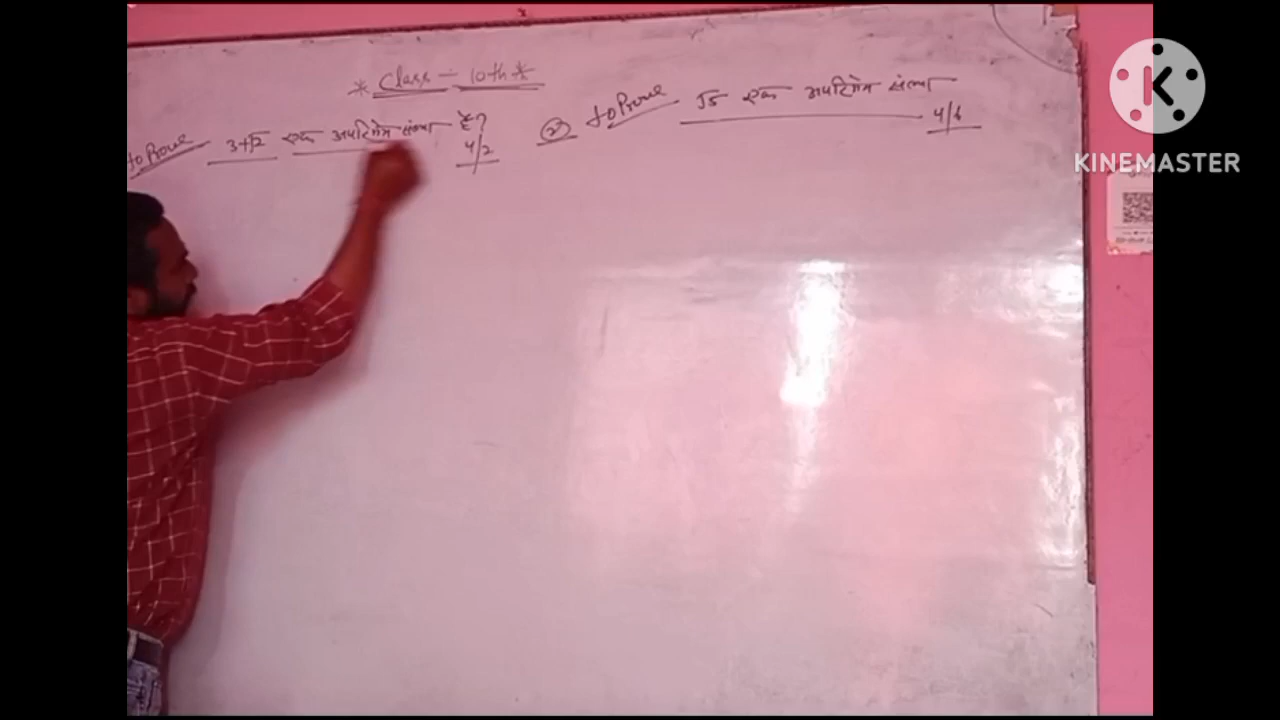 * Class - 10th *
to Prove 3+√2 एक अपरिमेय संख्या है?
4/2
(2) to Prove √5 एक अपरिमेय संख्या
4/6
KINEMASTER